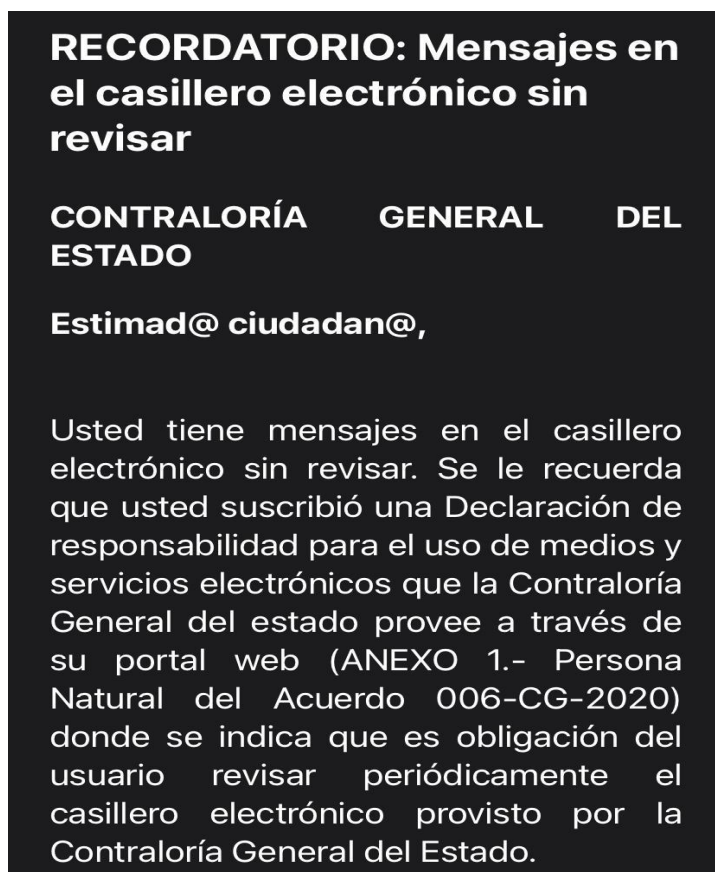 RECORDATORIO: Mensajes en
el casillero electrónico sin
revisar
CONTRALORÍA GENERAL DEL
ESTADO
Estimad@ ciudadan@,
Usted tiene mensajes en el casillero
electrónico sin revisar. Se le recuerda
que usted suscribió una Declaración de
responsabilidad para el uso de medios y
servicios electrónicos que la Contraloría
General del estado provee a través de
su portal web (ANEXO 1.- Persona
Natural del Acuerdo 006-CG-2020)
donde se indica que es obligación del
usuario revisar periódicamente el
casillero electrónico provisto por la
Contraloría General del Estado.